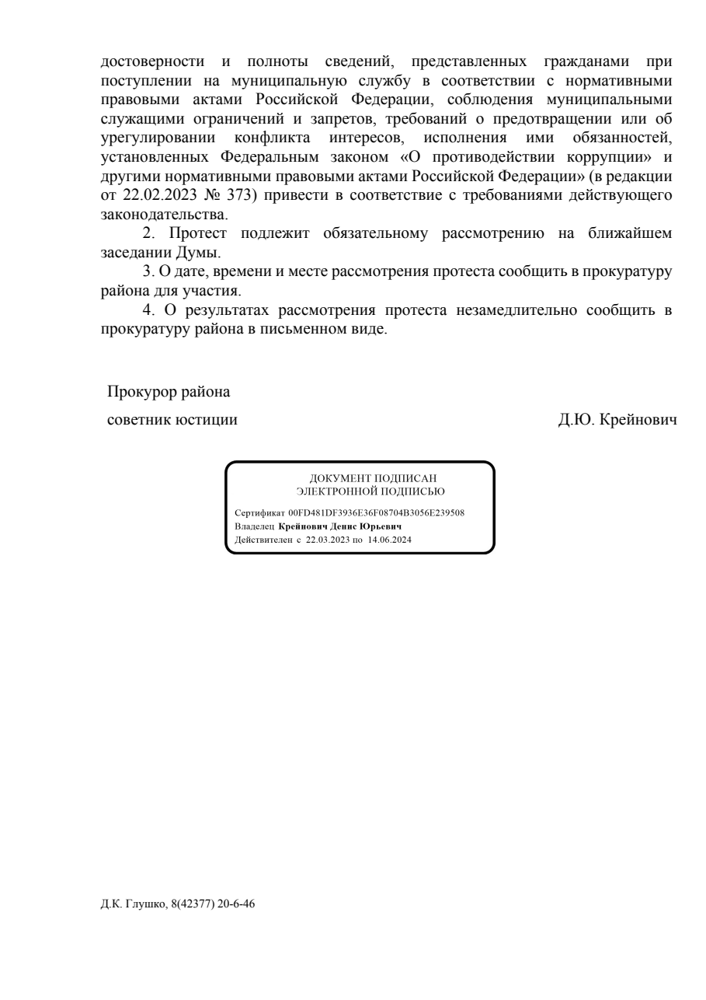 достоверности и полноты сведений, представленных гражданами при
поступлении на муниципальную службу в соответствии с нормативными
правовыми актами Российской Федерации, соблюдения муниципальными
служащими ограничений и запретов, требований о предотвращении или об
урегулировании конфликта интересов, исполнения ими обязанностей,
установленных Федеральным законом «О противодействии коррупции» и
другими нормативными правовыми актами Российской Федерации» (в редакции
от 22.02.2023 № 373) привести в соответствие с требованиями действующего
законодательства.
2. Протест подлежит обязательному рассмотрению на ближайшем
заседании Думы.
3. О дате, времени и месте рассмотрения протеста сообщить в прокуратуру
района для участия.
4. О результатах рассмотрения протеста незамедлительно сообщить в
прокуратуру района в письменном виде.
Прокурор района
советник юстиции Д.Ю. Крейнович
ДОКУМЕНТ ПОДПИСАН
ЭЛЕКТРОННОЙ ПОДПИСЬЮ
Сертификат 00FD481DF3936E36F08704B3056E239508
Владелец Крейнович Денис Юрьевич
Действителен с 22.03.2023 по 14.06.2024
Д.К. Глушко, 8(42377) 20-6-46